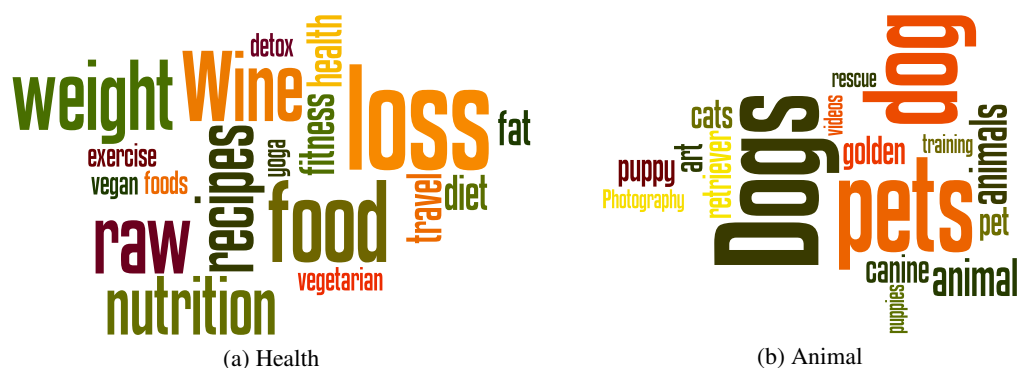 health
detox
Wine
weight
loss
fitness
fat
recipes
yoga
exercise
vegan
foods
travel
diet
food
raw
vegetarian
nutrition
(a) Health
dog
rescue
videos
cats
Dogs
animals
training
golden
art
retriever
puppy
Photography
pets
pet
canine
animal
puppies
(b) Animal